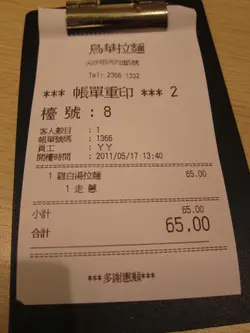 鳥華拉麵
Tel: 2366 1332
*** 帳單重印 *** 2
檯 號 : 8
客人數目 : 1
帳單號碼 : 1366
員工 : YY
開檯時間 : 2011/05/17 13:40
1 雞白湯拉麵 65.00
1 走 蔥
小計 65.00
合計 65.00
***多謝惠顧***